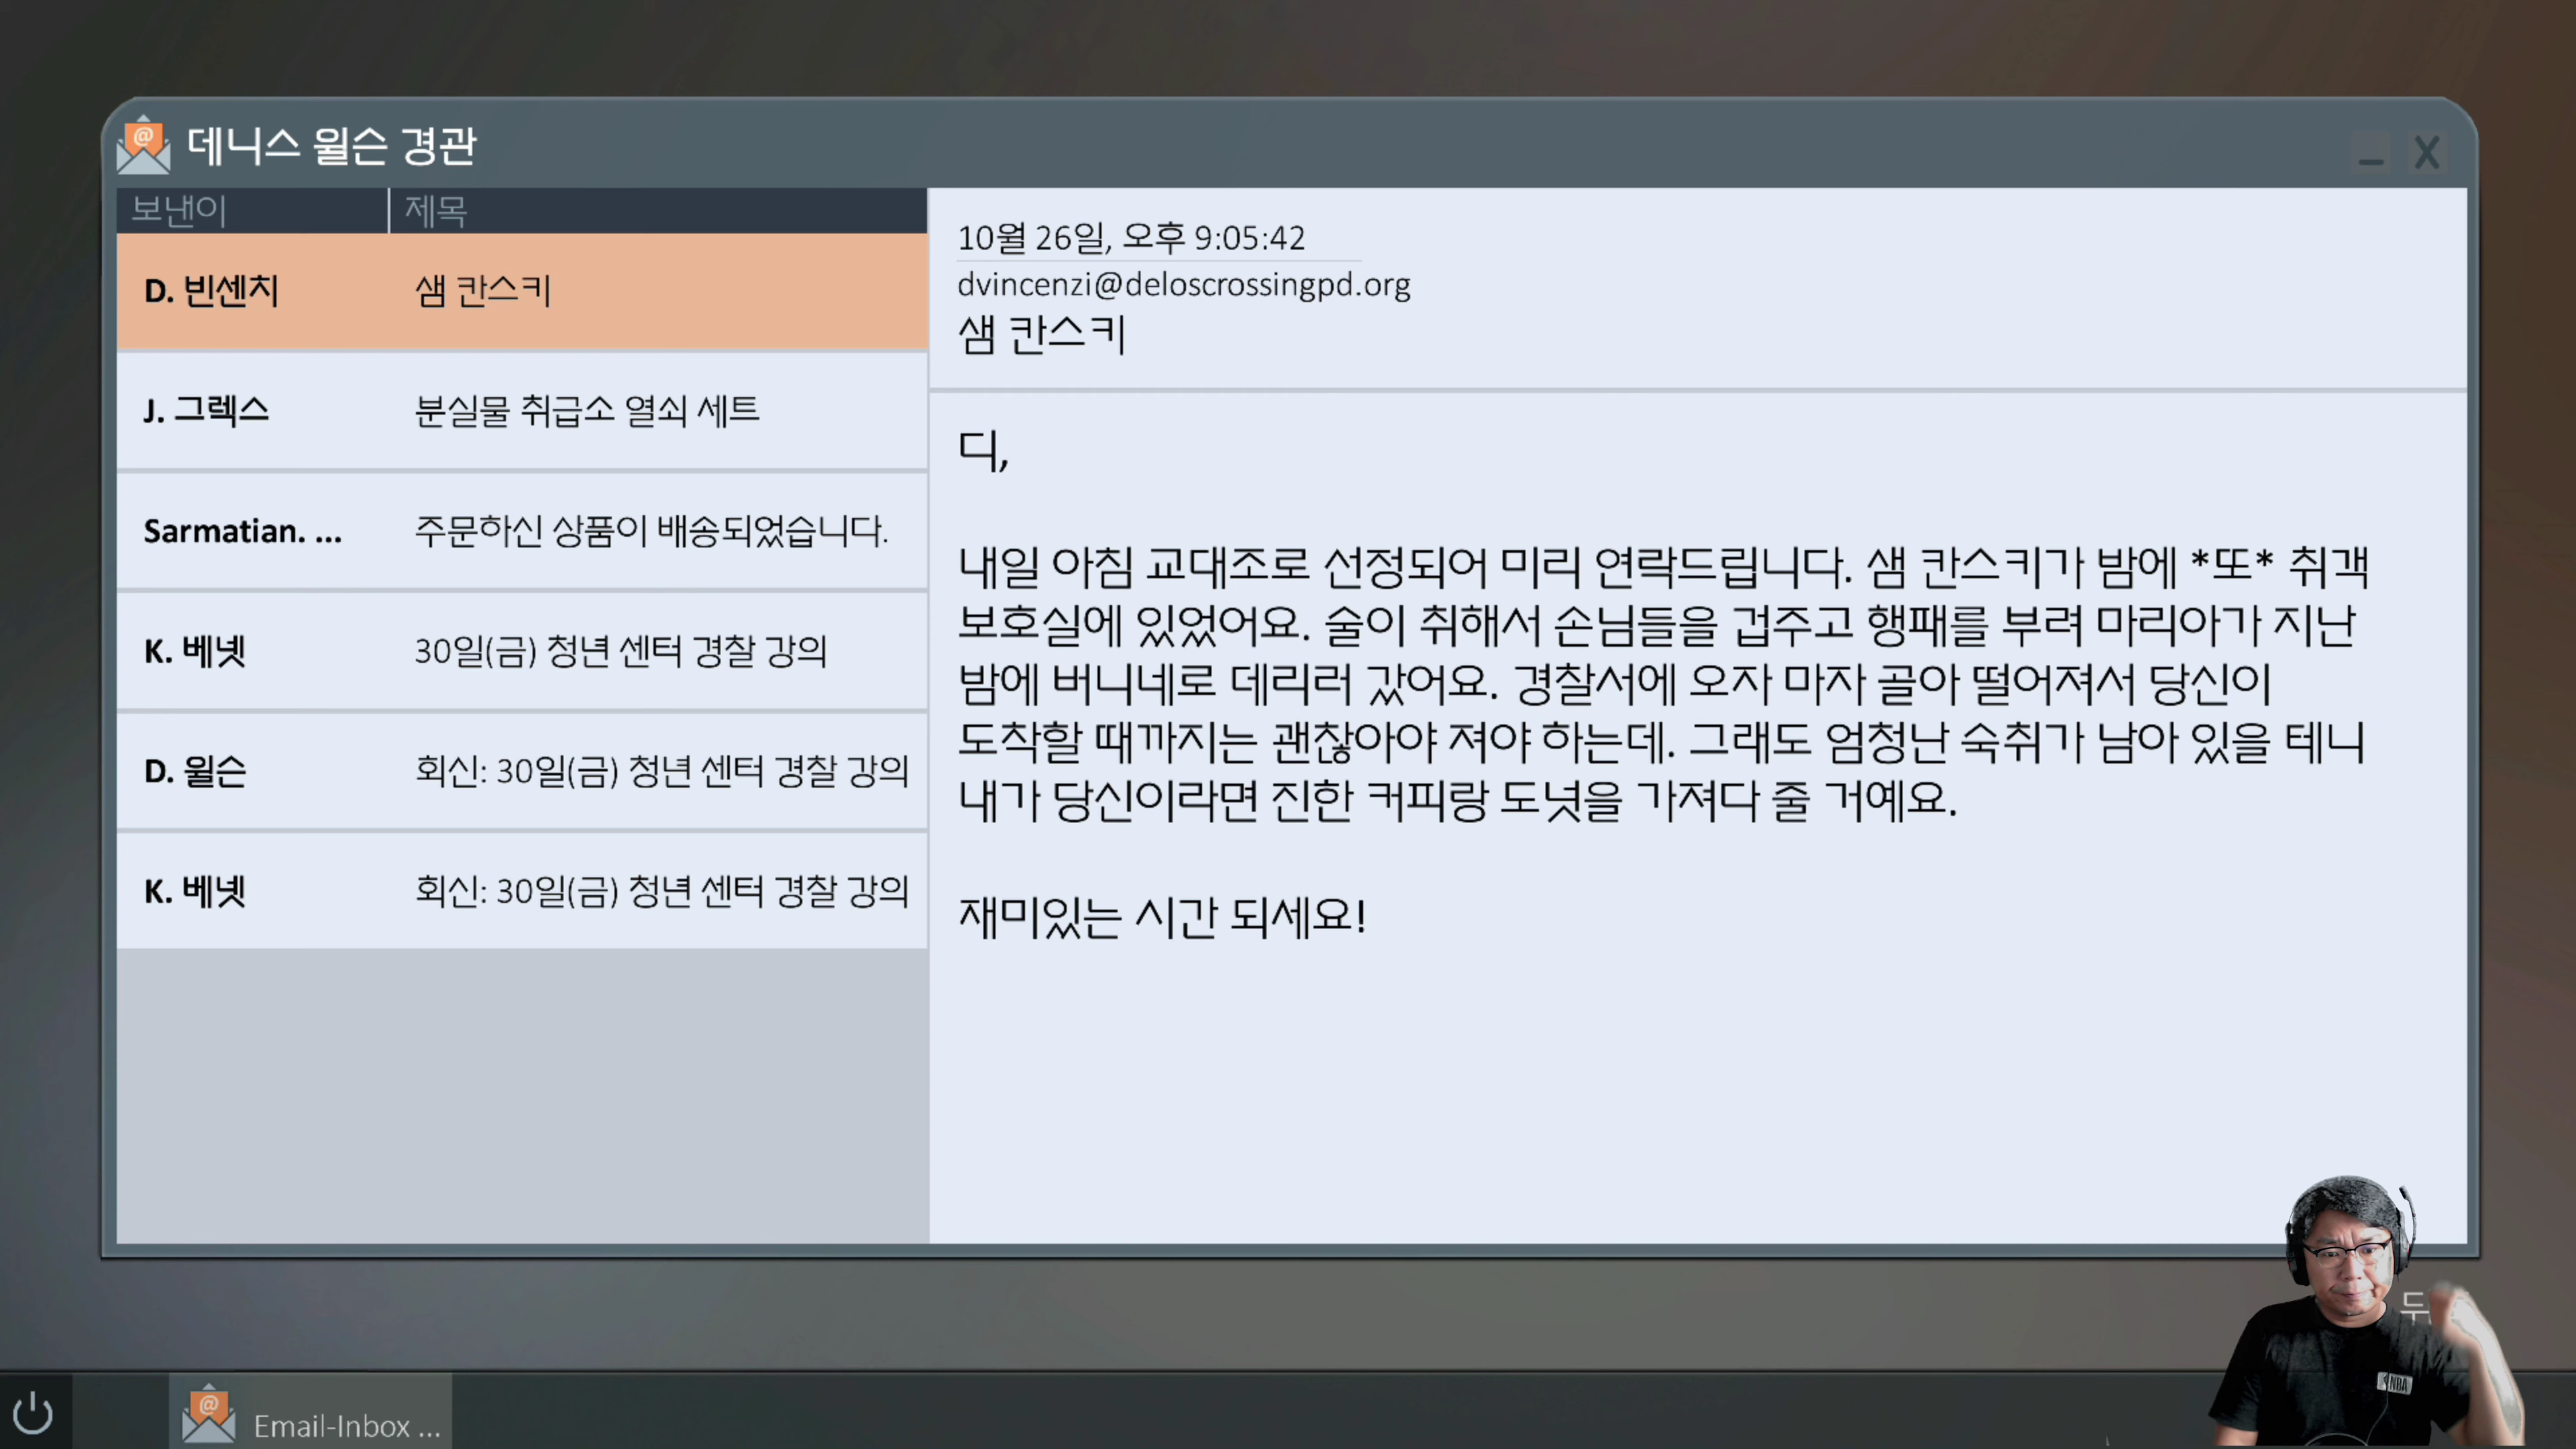 데니스 윌슨 경관
보낸이 제목
D. 빈센치 샘 칸스키
J. 그렉스 분실물 취급소 열쇠 세트
Sarmatian. ... 주문하신 상품이 배송되었습니다.
K. 베넷 30일(금) 청년 센터 경찰 강의
D. 윌슨 회신: 30일(금) 청년 센터 경찰 강의
K. 베넷 회신: 30일(금) 청년 센터 경찰 강의
10월 26일, 오후 9:05:42
dvincenzi@deloscrossingpd.org
샘 칸스키
디,
내일 아침 교대조로 선정되어 미리 연락드립니다. 샘 칸스키가 밤에 *또* 취객
보호실에 있었어요. 술이 취해서 손님들을 겁주고 행패를 부려 마리아가 지난
밤에 버니네로 데리러 갔어요. 경찰서에 오자 마자 골아 떨어져서 당신이
도착할 때까지는 괜찮아야 져야 하는데. 그래도 엄청난 숙취가 남아 있을 테니
내가 당신이라면 진한 커피랑 도넛을 가져다 줄 거예요.
재미있는 시간 되세요!
NBA
Email-Inbox ...